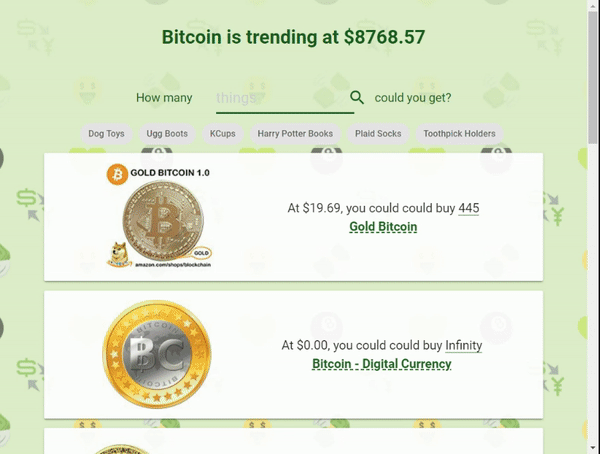 Bitcoin is trending at $8768.57
How many things? could you get?
Dog Toys Ugg Boots KCups Harry Potter Books Plaid Socks Toothpick Holders
GOLD BITCOIN 1.0
GOLD
amazon.com/shops/blockchain
At $19.69, you could could buy 445
Gold Bitcoin
BITCOIN
BC
BITCOIN
At $0.00, you could could buy Infinity
Bitcoin - Digital Currency